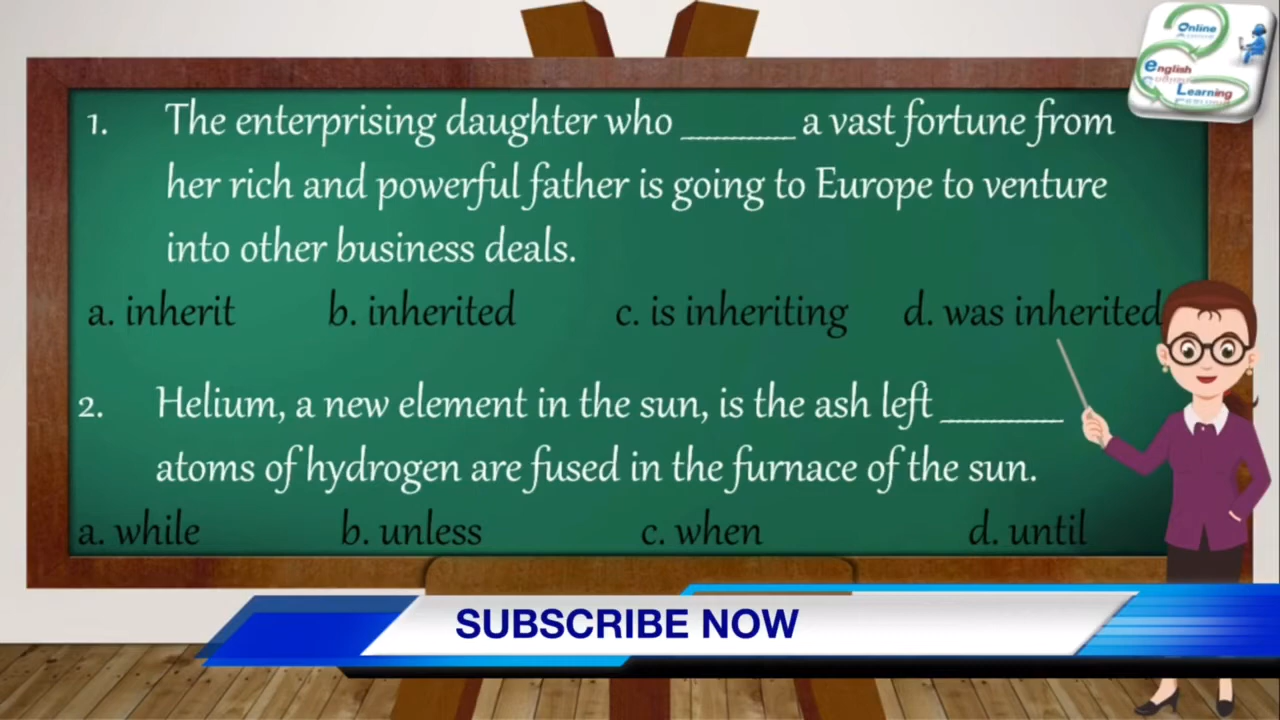 Online
english
Learning
1. The enterprising daughter who ________ a vast fortune from
her rich and powerful father is going to Europe to venture
into other business deals.
a. inherit b. inherited c. is inheriting d. was inherited
2. Helium, a new element in the sun, is the ash left ________
atoms of hydrogen are fused in the furnace of the sun.
a. while b. unless c. when d. until
SUBSCRIBE NOW